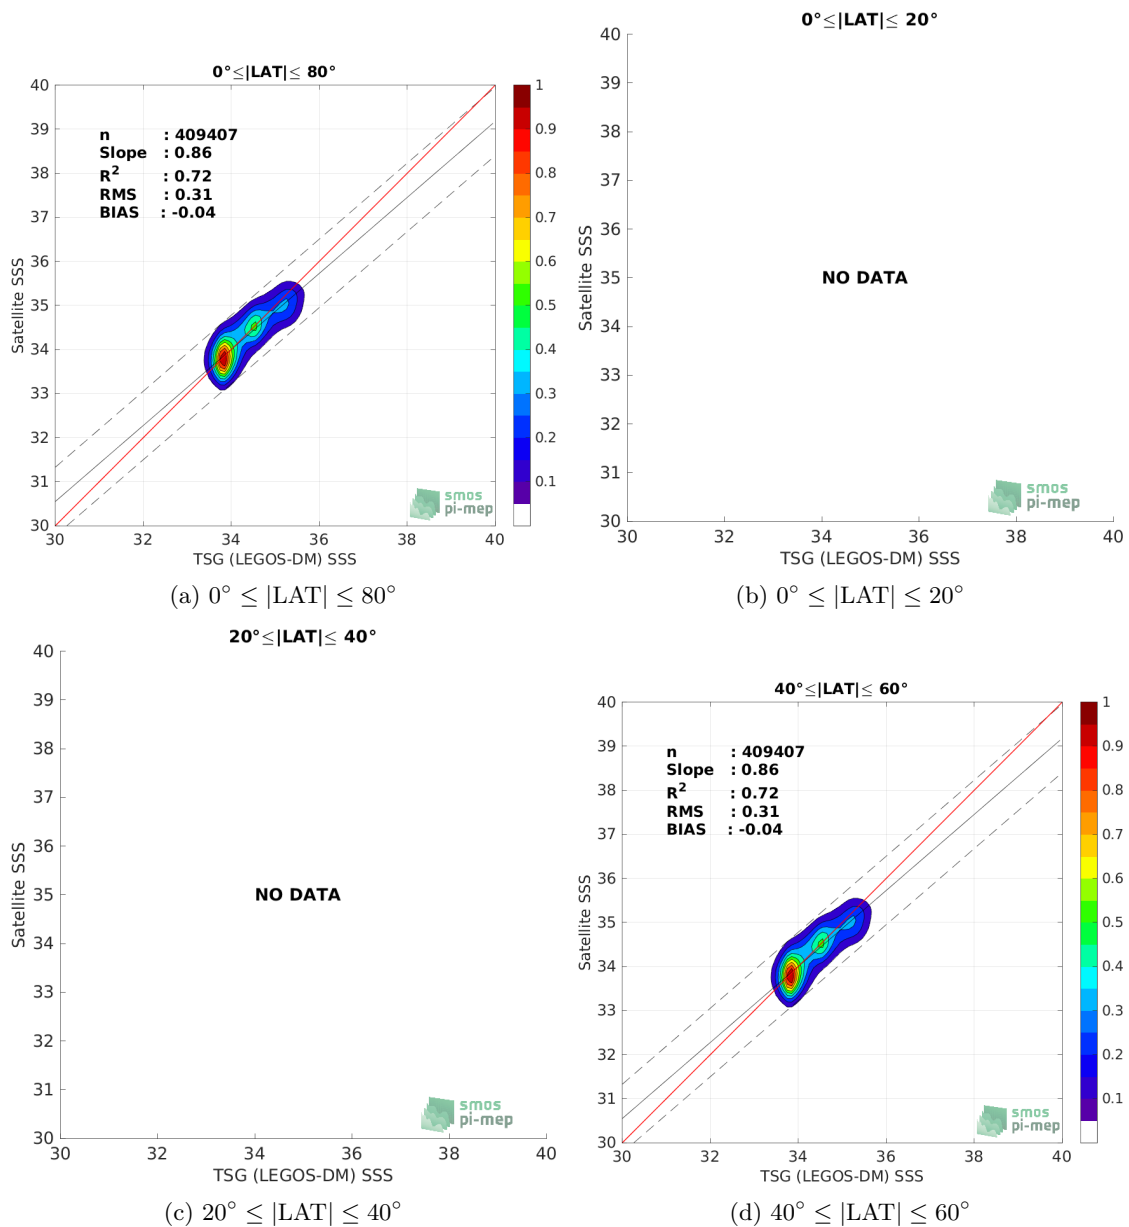 0°≤|LAT|≤ 80°
40
39
38
37
36
35
34
33
32
31
30
Satellite SSS
n : 409407
Slope : 0.86
R² : 0.72
RMS : 0.31
BIAS : -0.04
smos
pi-mep
30 32 34 36 38 40
TSG (LEGOS-DM) SSS
1
0.9
0.8
0.7
0.6
0.5
0.4
0.3
0.2
0.1
(a) 0° ≤ |LAT| ≤ 80°
0°≤|LAT|≤ 20°
40
39
38
37
36
35
34
33
32
31
30
Satellite SSS
NO DATA
smos
pi-mep
30 32 34 36 38 40
TSG (LEGOS-DM) SSS
(b) 0° ≤ |LAT| ≤ 20°
20°≤|LAT|≤ 40°
40
39
38
37
36
35
34
33
32
31
30
Satellite SSS
NO DATA
smos
pi-mep
30 32 34 36 38 40
TSG (LEGOS-DM) SSS
(c) 20° ≤ |LAT| ≤ 40°
40°≤|LAT|≤ 60°
40
39
38
37
36
35
34
33
32
31
30
Satellite SSS
n : 409407
Slope : 0.86
R² : 0.72
RMS : 0.31
BIAS : -0.04
smos
pi-mep
30 32 34 36 38 40
TSG (LEGOS-DM) SSS
1
0.9
0.8
0.7
0.6
0.5
0.4
0.3
0.2
0.1
(d) 40° ≤ |LAT| ≤ 60°